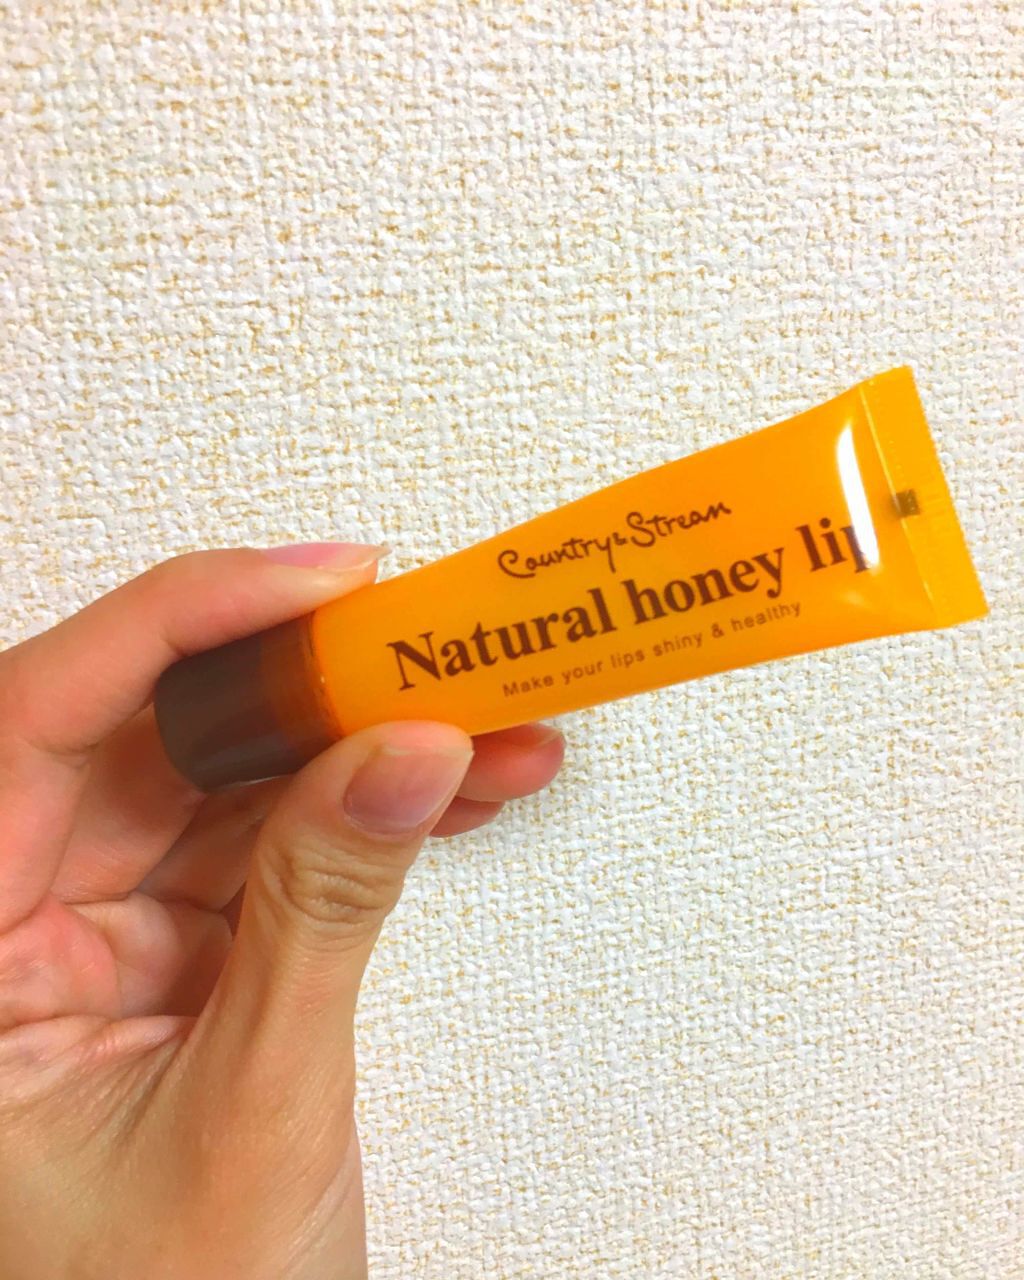 Country & Stream
Natural honey lip
Make your lips shiny & healthy